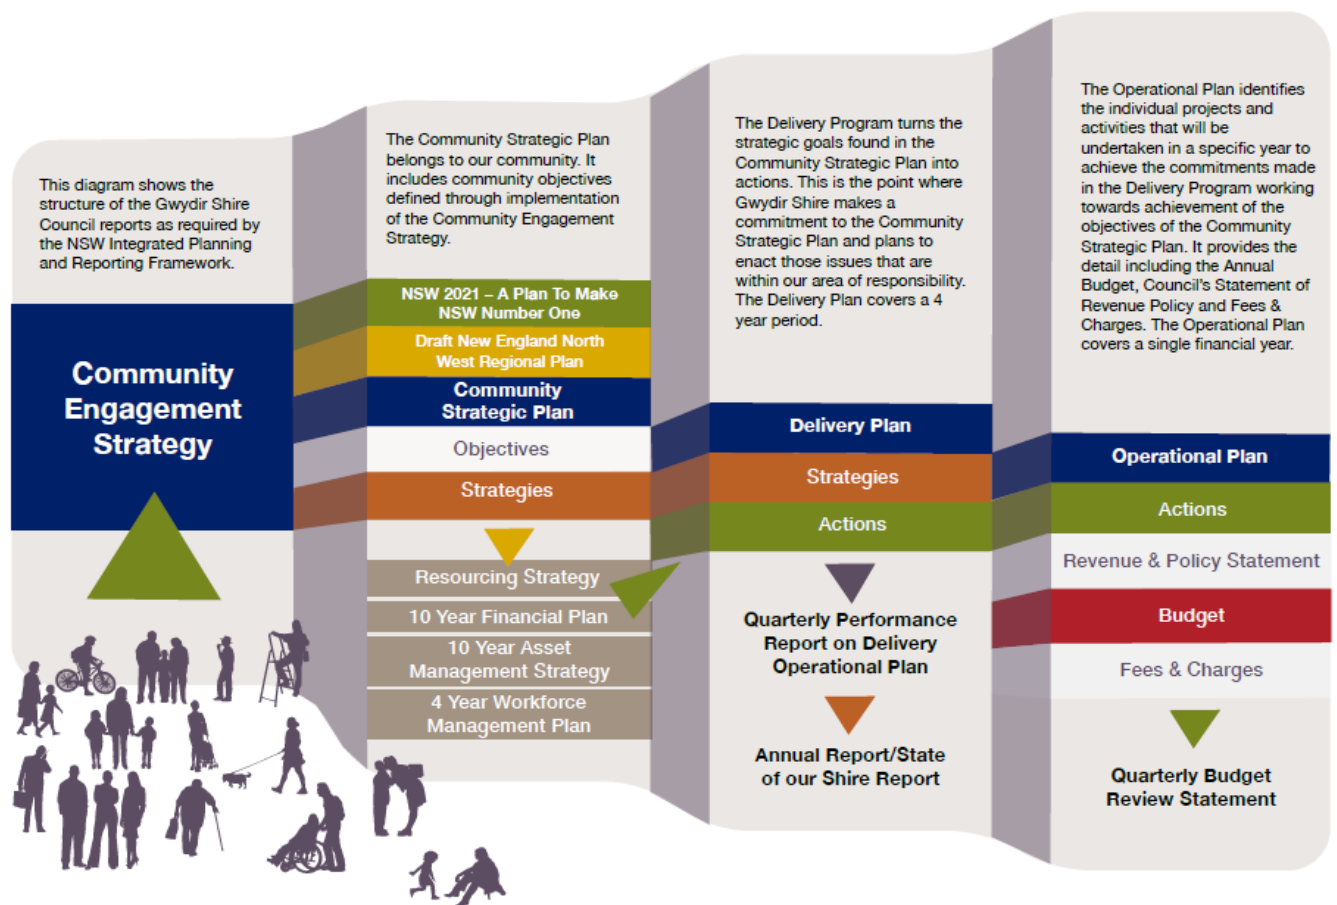 This diagram shows the
structure of the Gwydir Shire
Council reports as required by
the NSW Integrated Planning
and Reporting Framework.
Community
Engagement
Strategy
The Community Strategic Plan
belongs to our community. It
includes community objectives
defined through implementation
of the Community Engagement
Strategy.
NSW 2021 – A Plan To Make
NSW Number One
Draft New England North
West Regional Plan
Community
Strategic Plan
Objectives
Strategies
Resourcing Strategy
10 Year Financial Plan
10 Year Asset
Management Strategy
4 Year Workforce
Management Plan
The Delivery Program turns the
strategic goals found in the
Community Strategic Plan into
actions. This is the point where
Gwydir Shire makes a
commitment to the Community
Strategic Plan and plans to
enact those issues that are
within our area of responsibility.
The Delivery Plan covers a 4
year period.
Delivery Plan
Strategies
Actions
Quarterly Performance
Report on Delivery
Operational Plan
Annual Report/State
of our Shire Report
The Operational Plan identifies
the individual projects and
activities that will be
undertaken in a specific year to
achieve the commitments made
in the Delivery Program working
towards achievement of the
objectives of the Community
Strategic Plan. It provides the
detail including the Annual
Budget, Council's Statement of
Revenue Policy and Fees &
Charges. The Operational Plan
covers a single financial year.
Operational Plan
Actions
Revenue & Policy Statement
Budget
Fees & Charges
Quarterly Budget
Review Statement